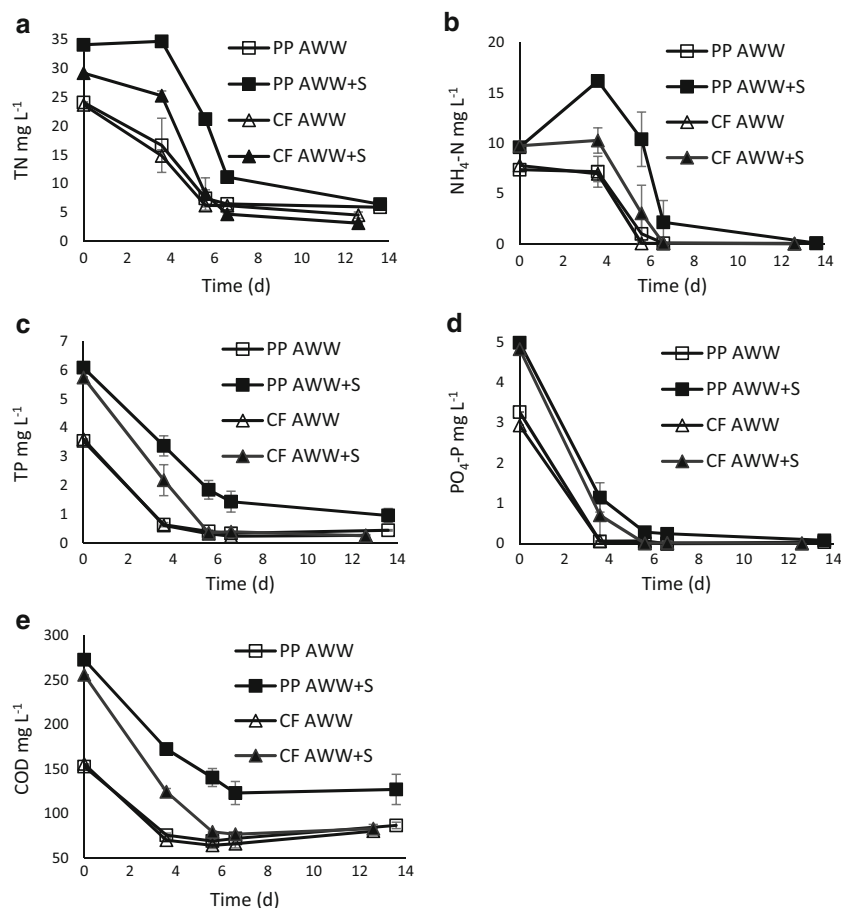 a
35
30
25
20
15
10
5
0
TN mg L⁻¹
PP AWW
PP AWW+S
CF AWW
CF AWW+S
0 2 4 6 8 10 12 14
Time (d)
b
20
15
10
5
0
NH₄-N mg L⁻¹
PP AWW
PP AWW+S
CF AWW
CF AWW+S
0 2 4 6 8 10 12 14
Time (d)
c
7
6
5
4
3
2
1
0
TP mg L⁻¹
PP AWW
PP AWW+S
CF AWW
CF AWW+S
0 2 4 6 8 10 12 14
Time (d)
d
5
4
3
2
1
0
PO₄-P mg L⁻¹
PP AWW
PP AWW+S
CF AWW
CF AWW+S
0 2 4 6 8 10 12 14
Time (d)
e
300
250
200
150
100
50
COD mg L⁻¹
PP AWW
PP AWW+S
CF AWW
CF AWW+S
0 2 4 6 8 10 12 14
Time (d)